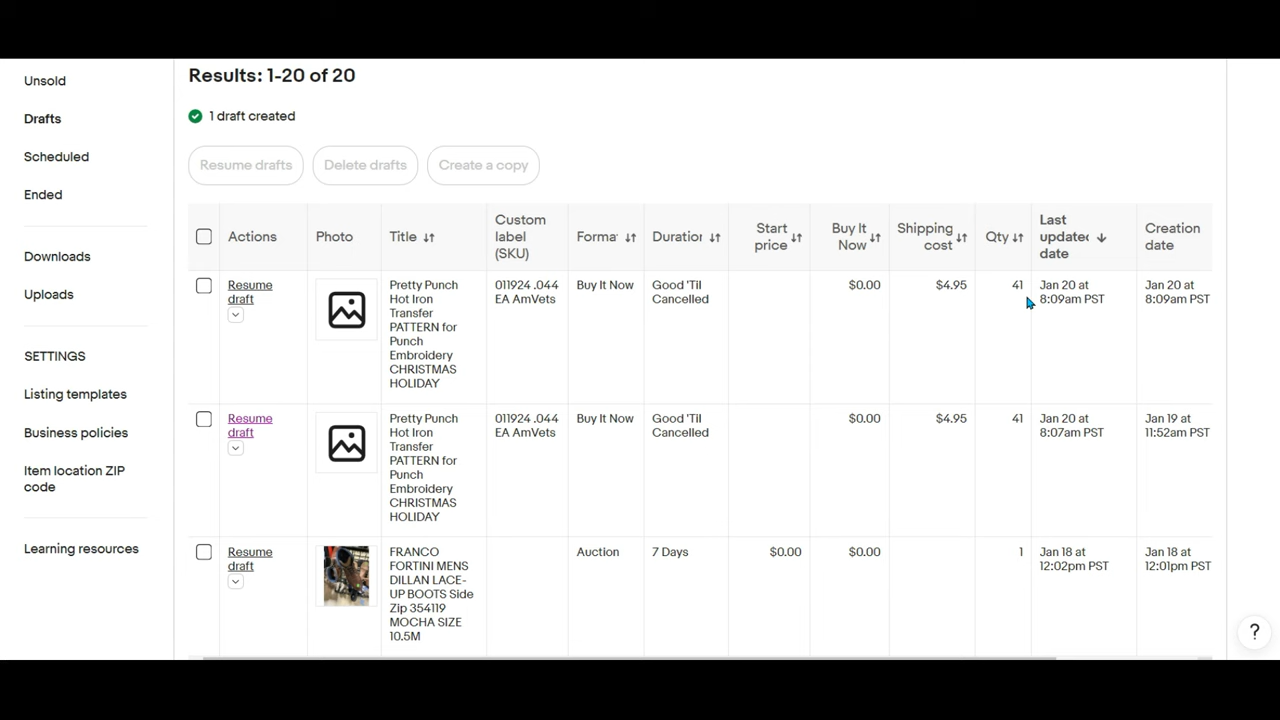 Unsold
Drafts
Scheduled
Ended
Downloads
Uploads
SETTINGS
Listing templates
Business policies
Item location ZIP
code
Learning resources
Results: 1-20 of 20
1 draft created
Resume drafts
Delete drafts
Create a copy
Actions
Photo
Title
Custom
label
(SKU)
Format
Duration
Start
price
Buy It
Now
Shipping
cost
Qty
Last
updated
date
Creation
date
Resume
draft
Pretty Punch
Hot Iron
Transfer
PATTERN for
Punch
Embroidery
CHRISTMAS
HOLIDAY
011924 .044
EA AmVets
Buy It Now
Good 'Til
Cancelled
$0.00
$4.95
41
Jan 20 at
8:09am PST
Jan 20 at
8:09am PST
Resume
draft
Pretty Punch
Hot Iron
Transfer
PATTERN for
Punch
Embroidery
CHRISTMAS
HOLIDAY
011924 .044
EA AmVets
Buy It Now
Good 'Til
Cancelled
$0.00
$4.95
41
Jan 20 at
8:07am PST
Jan 19 at
11:52am PST
Resume
draft
FRANCO
FORTINI MENS
DILLAN LACE-
UP BOOTS Side
Zip 354119
MOCHA SIZE
10.5M
Auction
7 Days
$0.00
$0.00
1
Jan 18 at
12:02pm PST
Jan 18 at
12:01pm PST
?